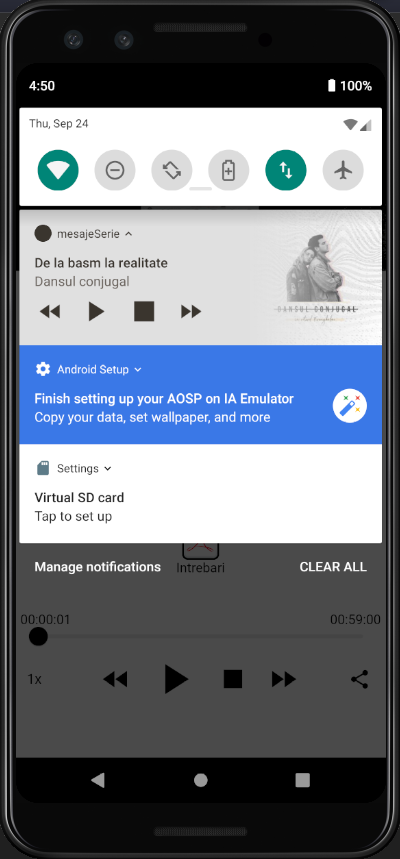 4:50
100%
Thu, Sep 24
mesajeSerie
De la basm la realitate
Dansul conjugal
DANSUL CONJUGAL
Android Setup
Finish setting up your AOSP on IA Emulator
Copy your data, set wallpaper, and more
Settings
Virtual SD card
Tap to set up
Manage notifications
CLEAR ALL
Intrebari
00:00:01
00:59:00
1x